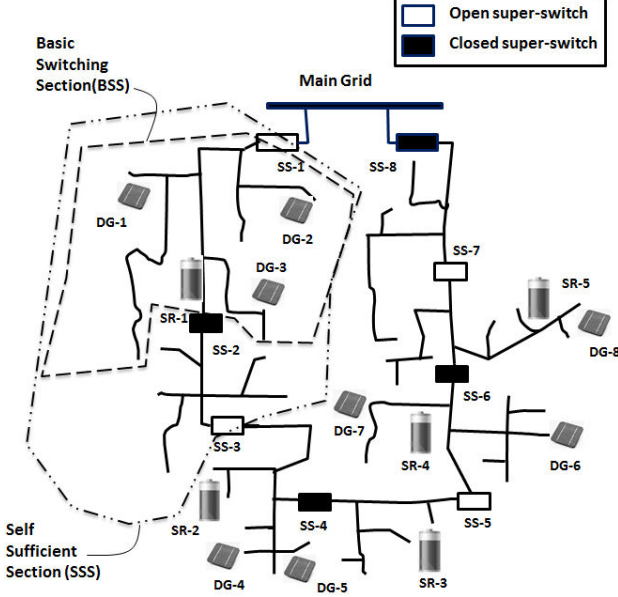 Open super-switch
Closed super-switch
Basic
Switching
Section(BSS)
Main Grid
SS-1
SS-8
DG-1
DG-2
SS-7
DG-3
SR-5
SR-1
SS-2
DG-8
SS-6
DG-7
SS-3
SR-4
DG-6
SR-2
SS-4
SS-5
Self
Sufficient
Section (SSS)
DG-4
DG-5
SR-3